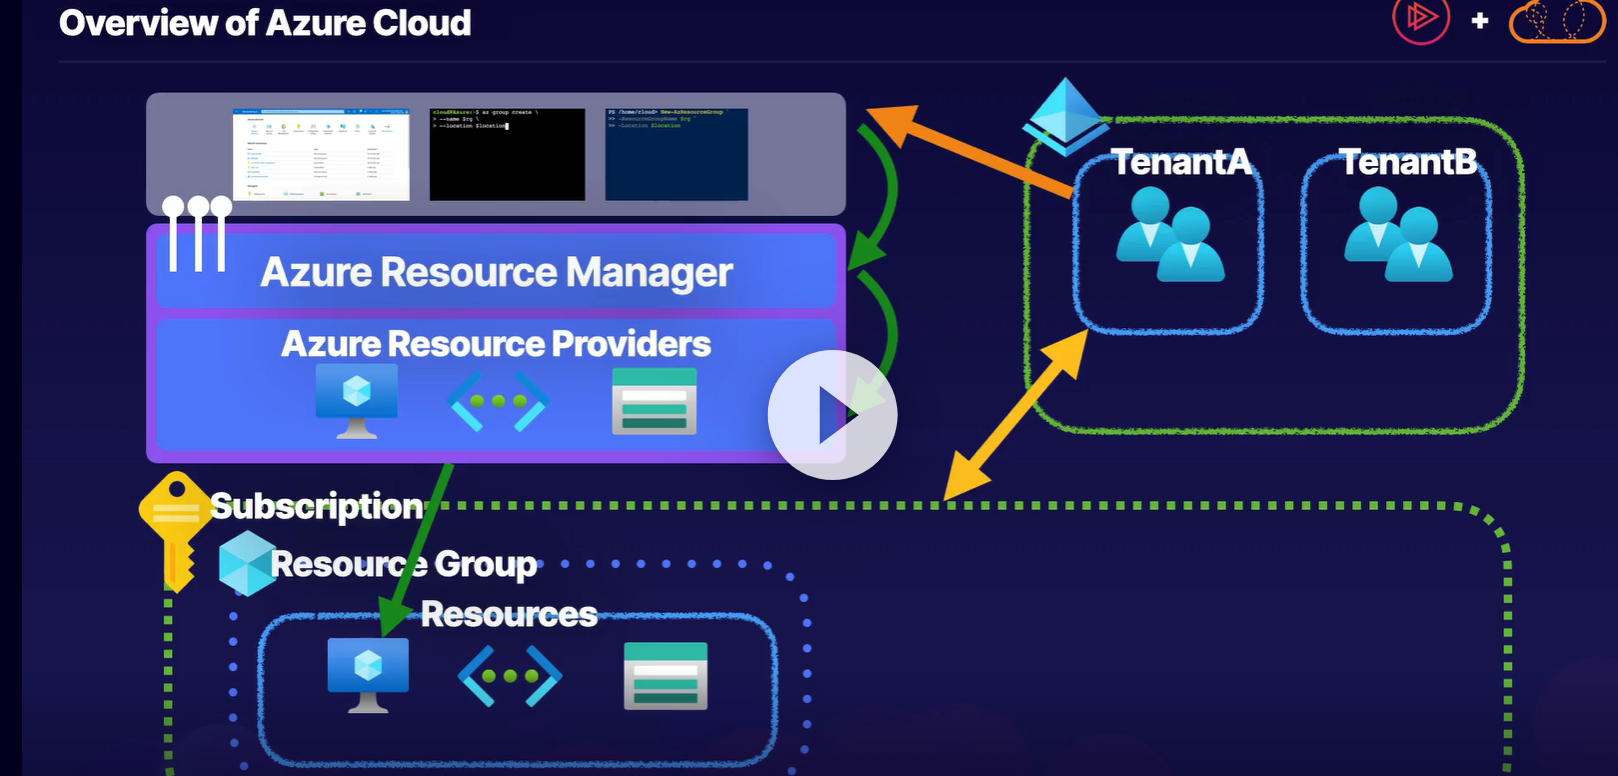 Overview of Azure Cloud
+
cloud@Azure:~$ az group create \
> --name $rg \
> --location $location
PS /home/cloud> New-AzResourceGroup `
>> -ResourceGroupName $rg `
>> -Location $location
TenantA
TenantB
Azure Resource Manager
Azure Resource Providers
Subscription
Resource Group
Resources